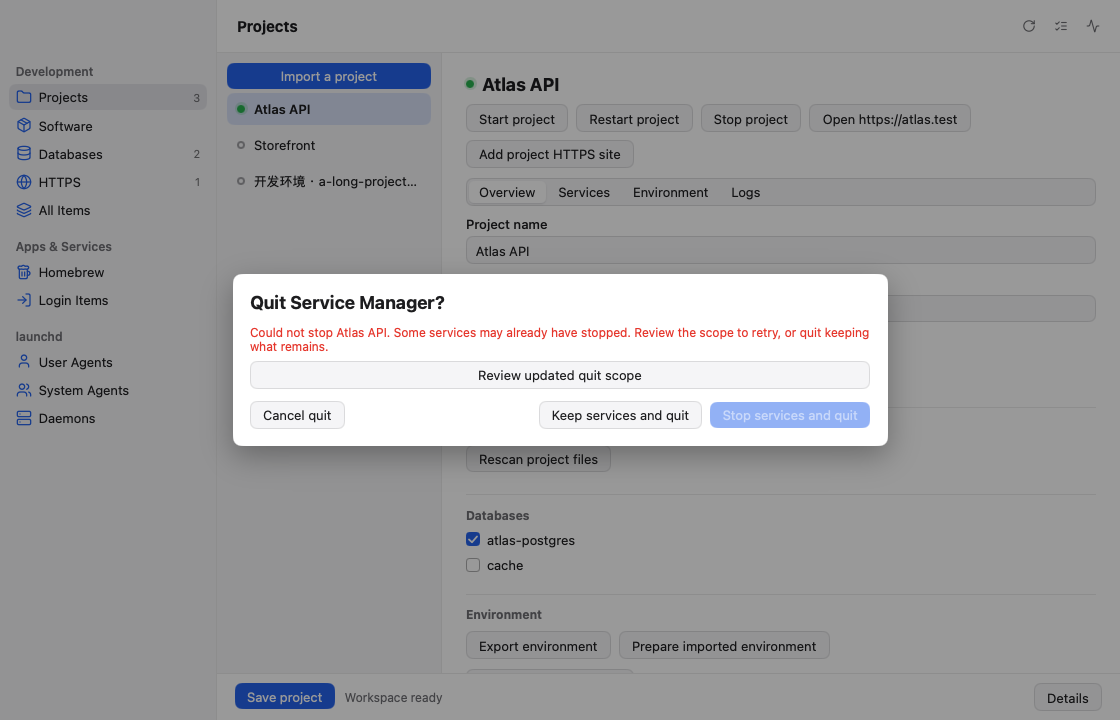 Projects
Development
Projects 3
Software
Databases 2
HTTPS 1
All Items
Apps & Services
Homebrew
Login Items
launchd
User Agents
System Agents
Daemons
Import a project
Atlas API
Storefront
开发环境 · a-long-project…
Atlas API
Start project
Restart project
Stop project
Open https://atlas.test
Add project HTTPS site
Overview
Services
Environment
Logs
Project name
Atlas API
Quit Service Manager?
Could not stop Atlas API. Some services may already have stopped. Review the scope to retry, or quit keeping
what remains.
Review updated quit scope
Cancel quit
Keep services and quit
Stop services and quit
Rescan project files
Databases
atlas-postgres
cache
Environment
Export environment
Prepare imported environment
Save project
Workspace ready
Details